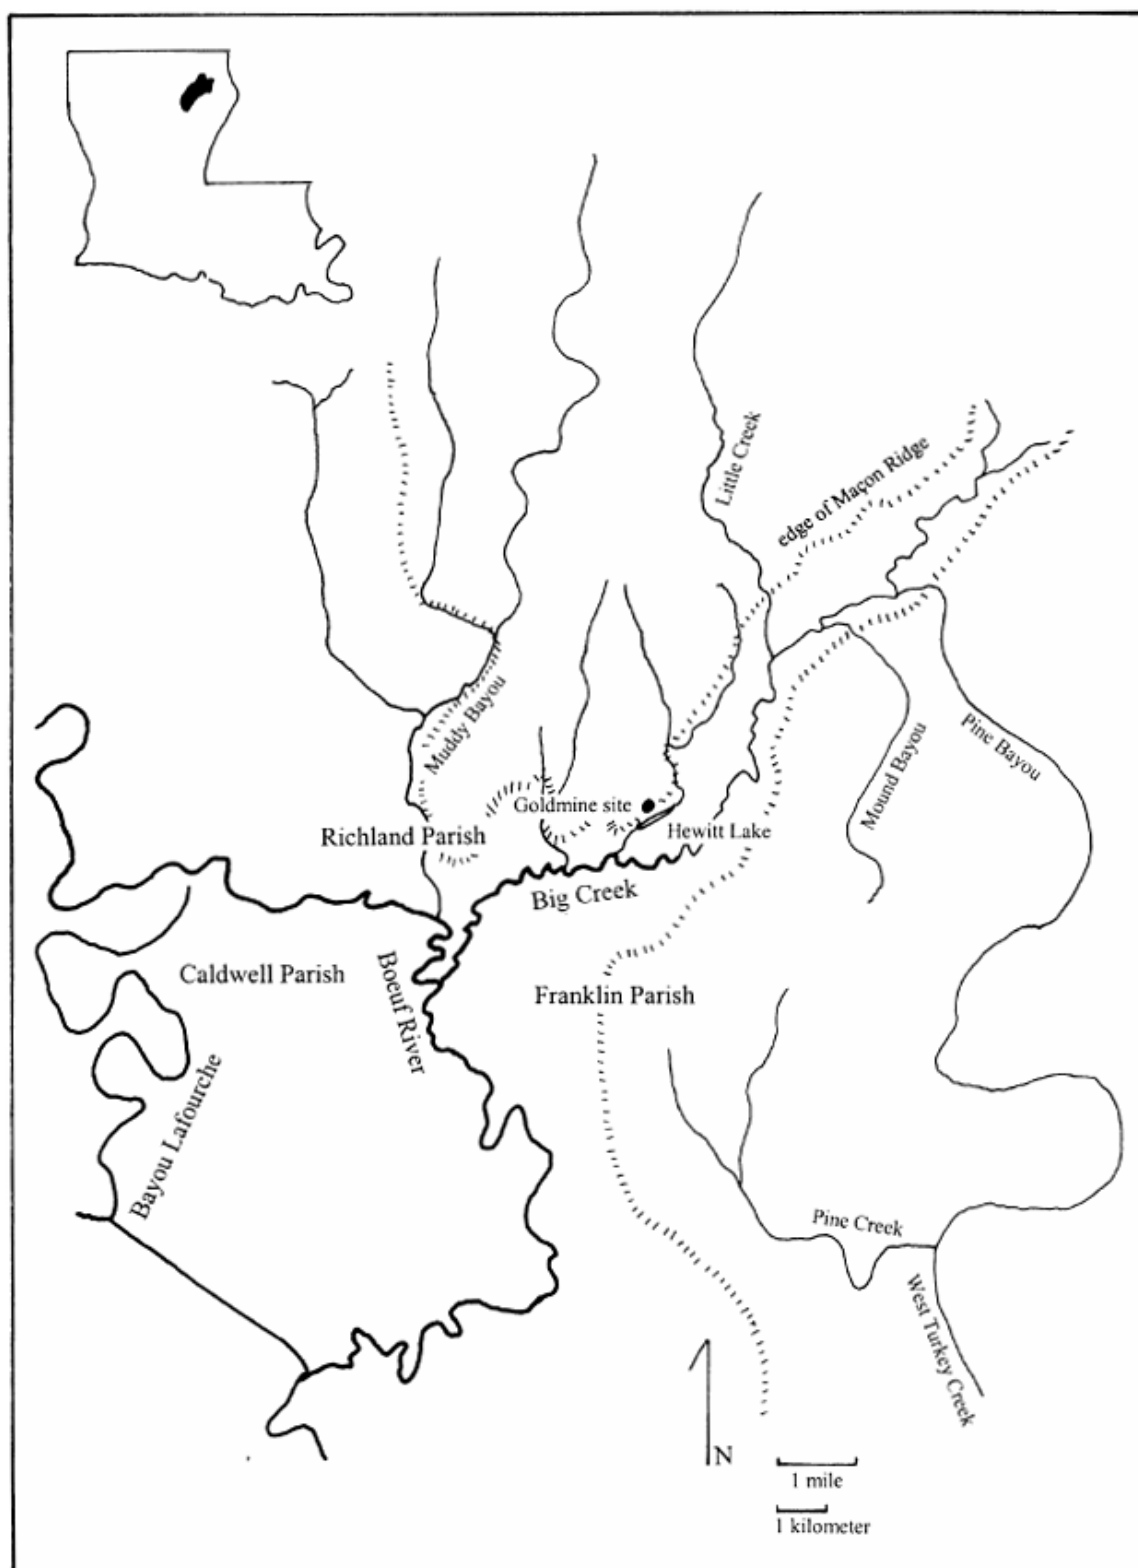 Little Creek
edge of Maçon Ridge
Muddy Bayou
Pine Bayou
Mound Bayou
Goldmine site
Richland Parish
Hewitt Lake
Big Creek
Caldwell Parish
Boeuf River
Franklin Parish
Bayou Lafourche
Pine Creek
West Turkey Creek
N
1 mile
1 kilometer